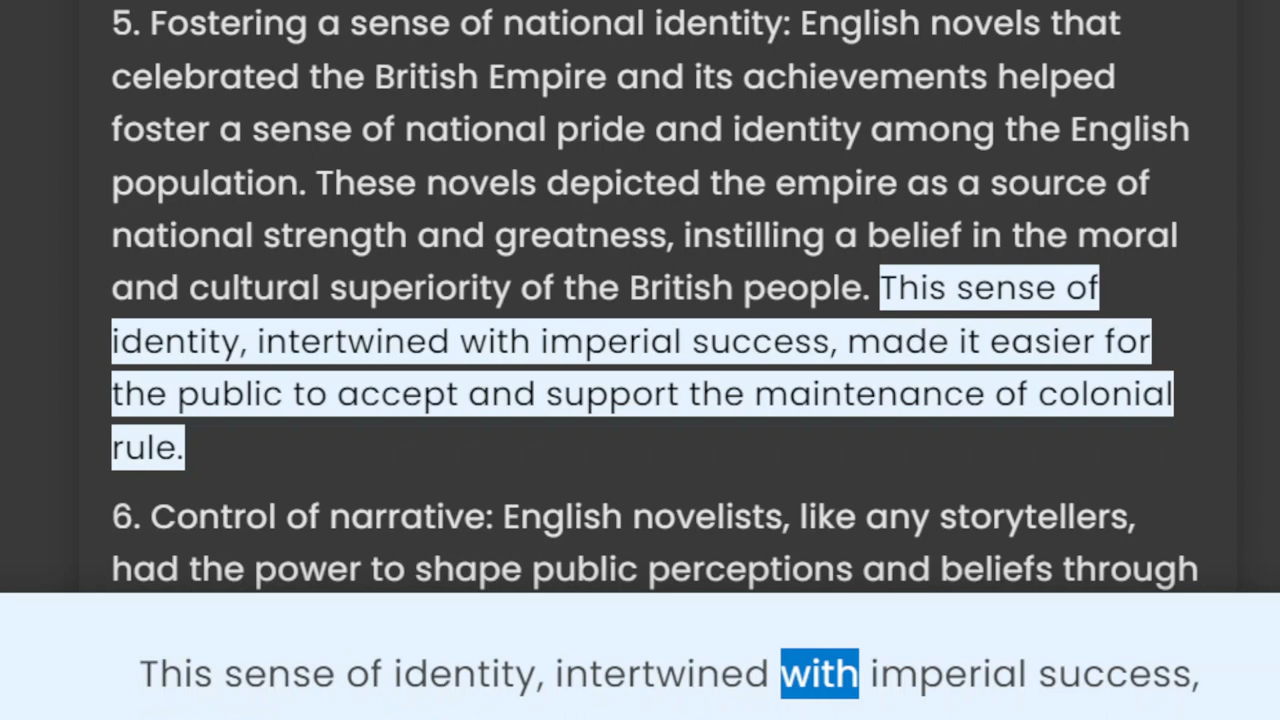 5. Fostering a sense of national identity: English novels that
celebrated the British Empire and its achievements helped
foster a sense of national pride and identity among the English
population. These novels depicted the empire as a source of
national strength and greatness, instilling a belief in the moral
and cultural superiority of the British people. This sense of
identity, intertwined with imperial success, made it easier for
the public to accept and support the maintenance of colonial
rule.
6. Control of narrative: English novelists, like any storytellers,
had the power to shape public perceptions and beliefs through
This sense of identity, intertwined with imperial success,